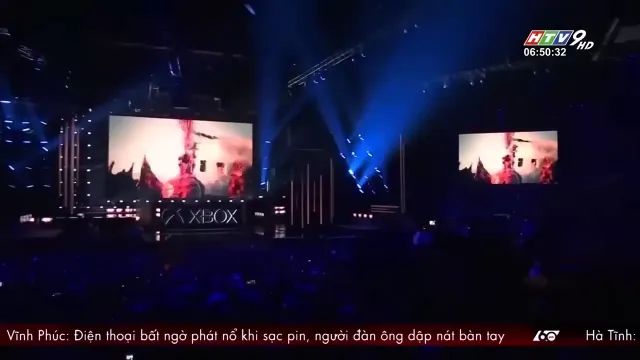 HTV9 HD
06:50:32
XBOX
Vĩnh Phúc: Điện thoại bất ngờ phát nổ khi sạc pin, người đàn ông dập nát bàn tay 60 Hà Tĩnh: